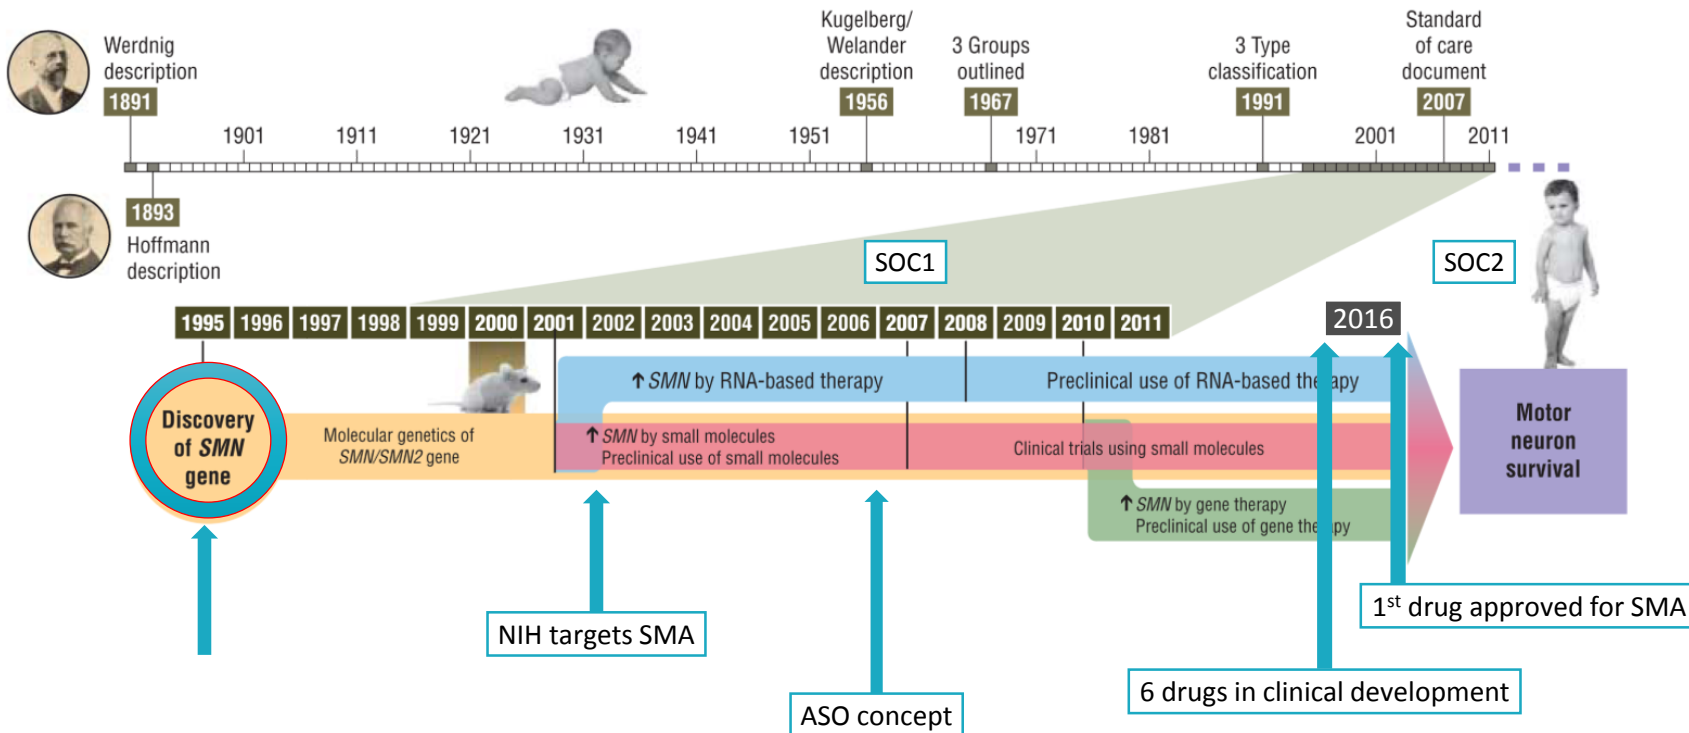 Werdnig
description
1891
Kugelberg/
Welander
description
1956
3 Groups
outlined
1967
3 Type
classification
1991
Standard
of care
document
2007
1901
1911
1921
1931
1941
1951
1971
1981
2001
2011
1893
Hoffmann
description
SOC1
SOC2
1995
1996
1997
1998
1999
2000
2001
2002
2003
2004
2005
2006
2007
2008
2009
2010
2011
2016
↑ SMN by RNA-based therapy
Preclinical use of RNA-based therapy
Discovery
of SMN
gene
Molecular genetics of
SMN/SMN2 gene
↑ SMN by small molecules
Preclinical use of small molecules
Clinical trials using small molecules
↑ SMN by gene therapy
Preclinical use of gene therapy
Motor
neuron
survival
NIH targets SMA
ASO concept
6 drugs in clinical development
1st drug approved for SMA